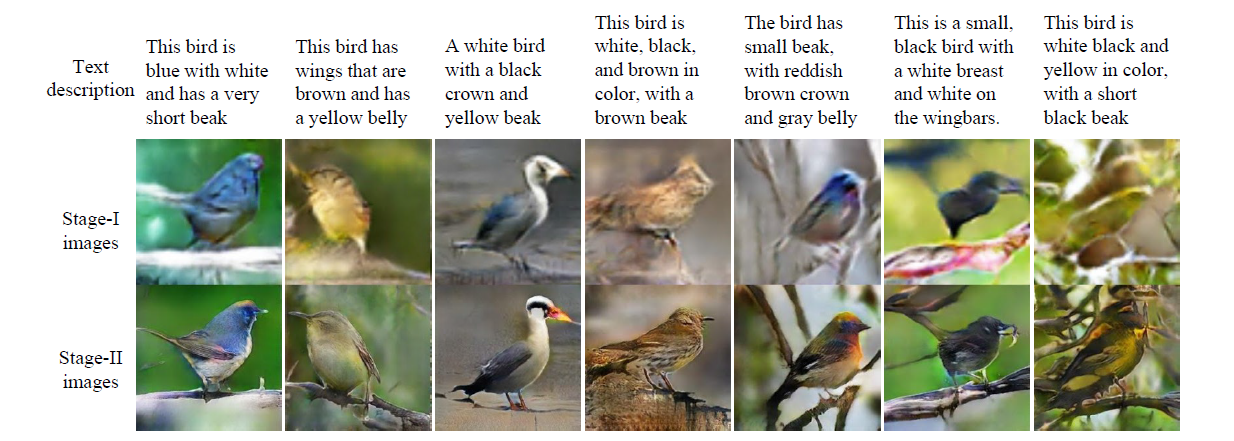 Text
description
This bird is
blue with white
and has a very
short beak
This bird has
wings that are
brown and has
a yellow belly
A white bird
with a black
crown and
yellow beak
This bird is
white, black,
and brown in
color, with a
brown beak
The bird has
small beak,
with reddish
brown crown
and gray belly
This is a small,
black bird with
a white breast
and white on
the wingbars.
This bird is
white black and
yellow in color,
with a short
black beak
Stage-I
images
Stage-II
images